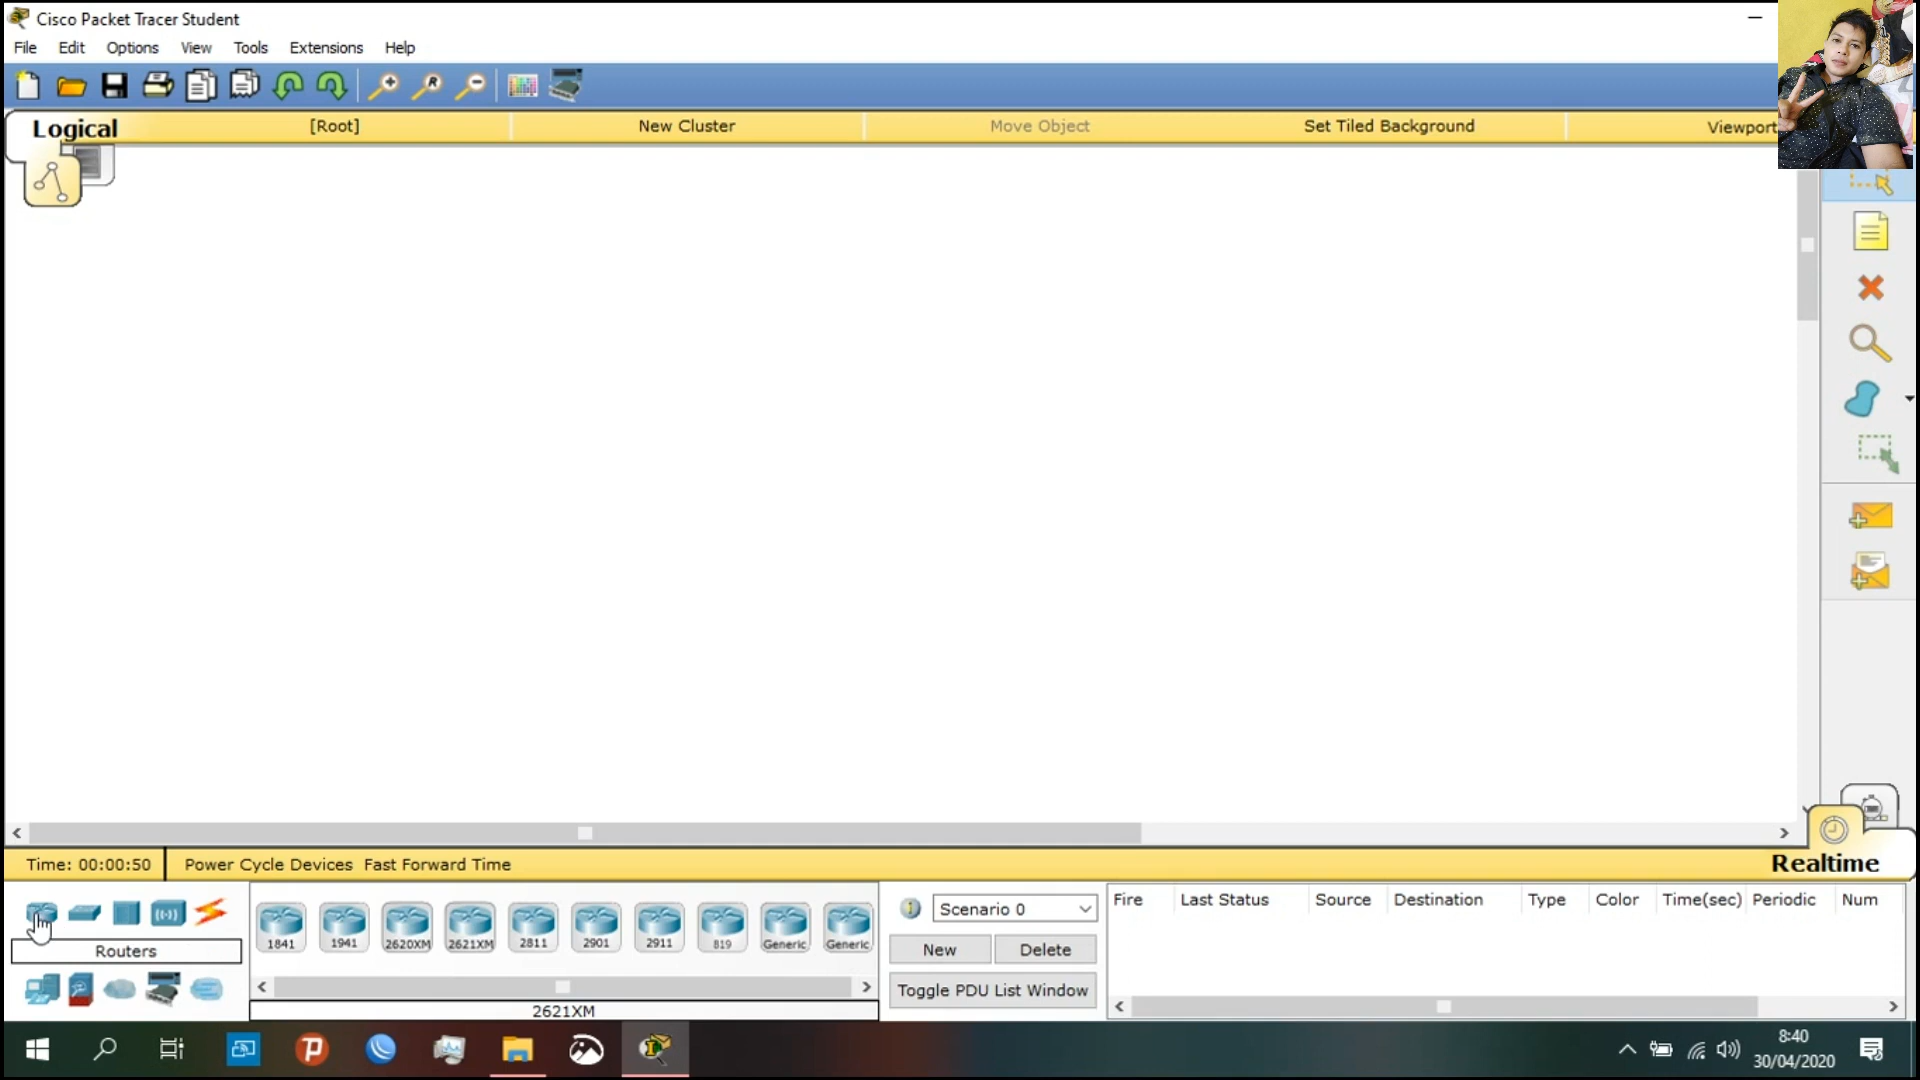 Cisco Packet Tracer Student
File Edit Options View Tools Extensions Help
Logical [Root] New Cluster Move Object Set Tiled Background Viewport
Time: 00:00:50 Power Cycle Devices Fast Forward Time Realtime
Routers
1841 1941 2620XM 2621XM 2811 2901 2911 819 Generic Generic
2621XM
Scenario 0
New Delete
Toggle PDU List Window
Fire Last Status Source Destination Type Color Time(sec) Periodic Num
8:40
30/04/2020